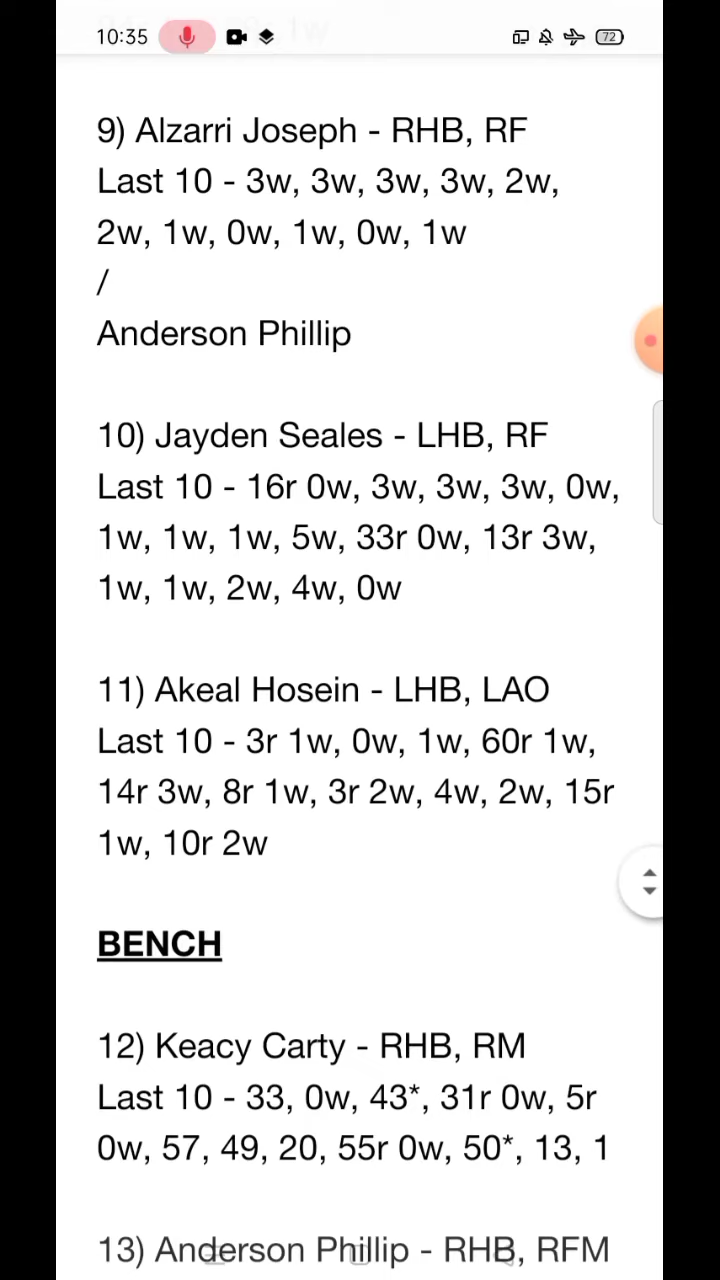 10:35
72
9) Alzarri Joseph - RHB, RF
Last 10 - 3w, 3w, 3w, 3w, 2w,
2w, 1w, 0w, 1w, 0w, 1w
/
Anderson Phillip
10) Jayden Seales - LHB, RF
Last 10 - 16r 0w, 3w, 3w, 3w, 0w,
1w, 1w, 1w, 5w, 33r 0w, 13r 3w,
1w, 1w, 2w, 4w, 0w
11) Akeal Hosein - LHB, LAO
Last 10 - 3r 1w, 0w, 1w, 60r 1w,
14r 3w, 8r 1w, 3r 2w, 4w, 2w, 15r
1w, 10r 2w
BENCH
12) Keacy Carty - RHB, RM
Last 10 - 33, 0w, 43*, 31r 0w, 5r
0w, 57, 49, 20, 55r 0w, 50*, 13, 1
13) Anderson Phillip - RHB, RFM